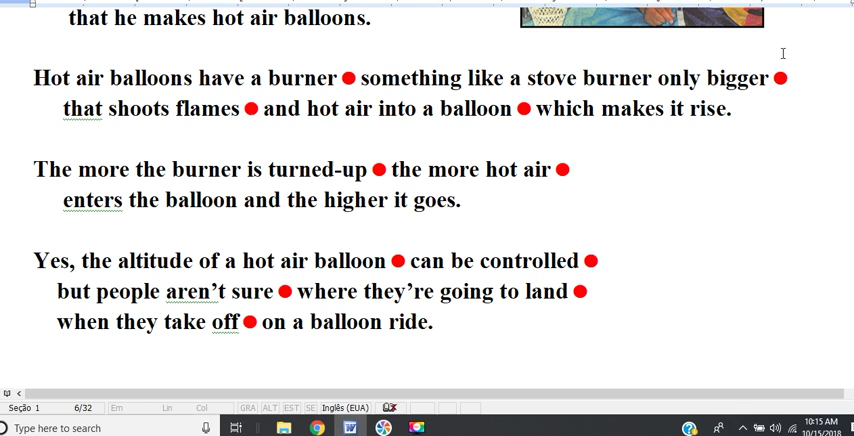 that he makes hot air balloons.
Hot air balloons have a burner ● something like a stove burner only bigger ●
that shoots flames ● and hot air into a balloon ● which makes it rise.
The more the burner is turned-up ● the more hot air ●
enters the balloon and the higher it goes.
Yes, the altitude of a hot air balloon ● can be controlled ●
but people aren’t sure ● where they’re going to land ●
when they take off ● on a balloon ride.
Seção 1 6/32 Em Lin Col GRA ALT EST SE Inglês (EUA)
Type here to search
10:15 AM
10/15/2018